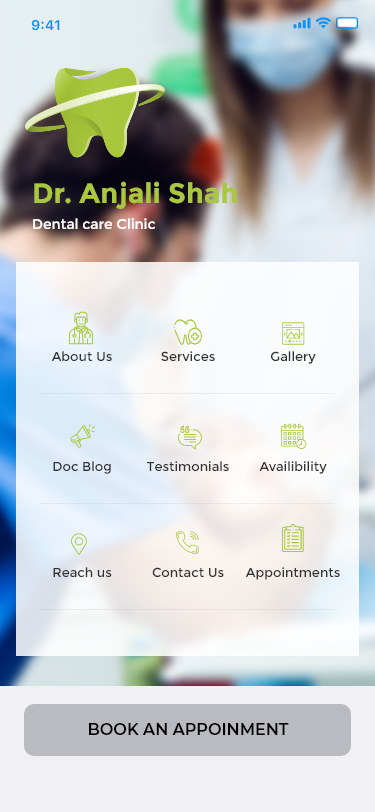 9:41
Dr. Anjali Shah
Dental care Clinic
About Us Services Gallery
Doc Blog Testimonials Availibility
Reach us Contact Us Appointments
BOOK AN APPOINMENT